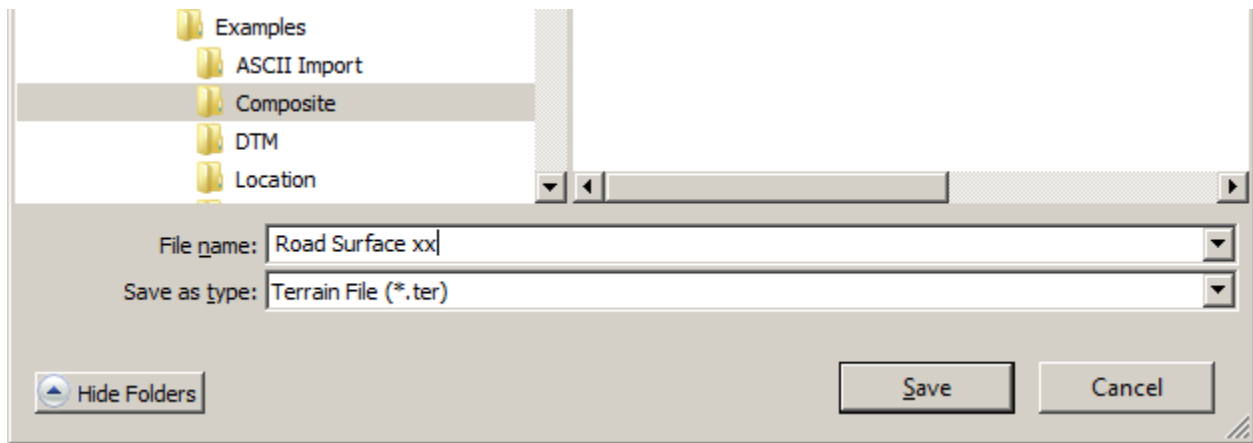 Examples
ASCII Import
Composite
DTM
Location
File name: Road Surface xx
Save as type: Terrain File (*.ter)
Hide Folders
Save
Cancel